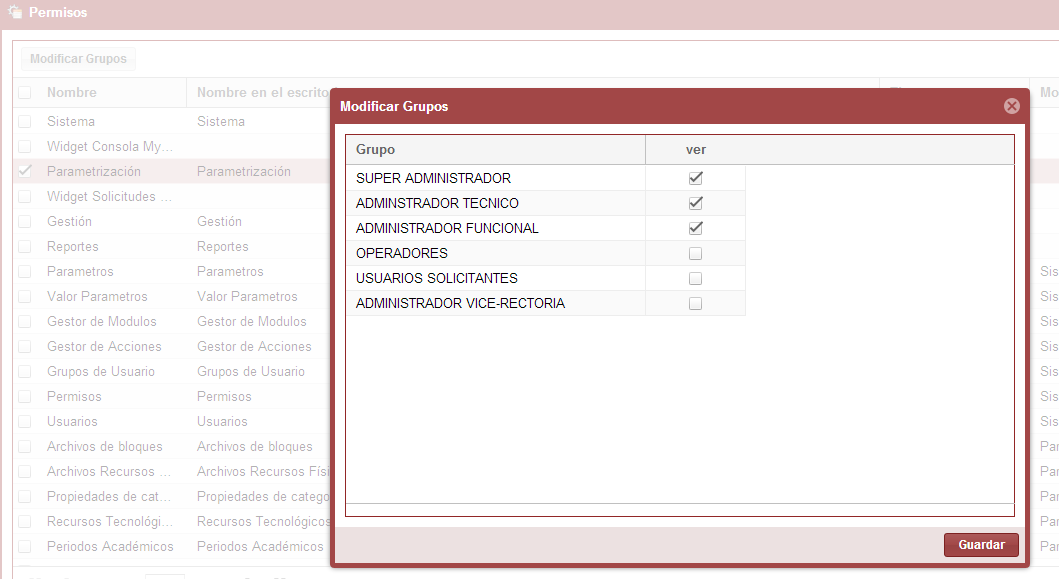 Permisos
Modificar Grupos
Nombre Nombre en el escrito Mo
Sistema Sistema
Widget Consola My...
Parametrización Parametrización
Widget Solicitudes ...
Gestión Gestión
Reportes Reportes
Parametros Parametros Sis
Valor Parametros Valor Parametros Sis
Gestor de Modulos Gestor de Modulos Sis
Gestor de Acciones Gestor de Acciones Sis
Grupos de Usuario Grupos de Usuario Sis
Permisos Permisos Sis
Usuarios Usuarios Sis
Archivos de bloques Archivos de bloques Par
Archivos Recursos ... Archivos Recursos Físi Par
Propiedades de cat... Propiedades de catego Par
Recursos Tecnológi... Recursos Tecnológicos Par
Periodos Académicos Periodos Académicos Par
Modificar Grupos
Grupo ver
SUPER ADMINISTRADOR
ADMINSTRADOR TECNICO
ADMINISTRADOR FUNCIONAL
OPERADORES
USUARIOS SOLICITANTES
ADMINISTRADOR VICE-RECTORIA
Guardar